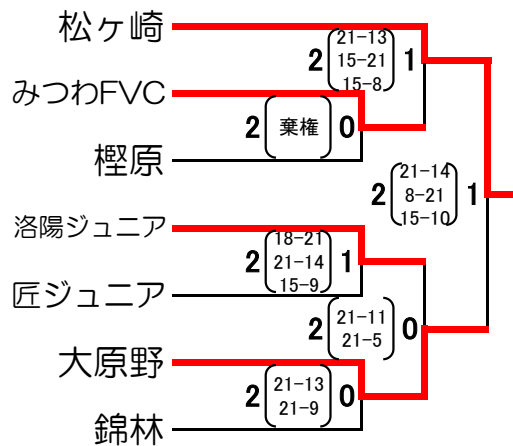 松ヶ崎
2 21-13 1
15-21
15-8
みつわFVC
2 棄権 0
樫原
2 21-14 1
8-21
15-10
洛陽ジュニア
2 18-21 1
21-14
15-9
匠ジュニア
2 21-11 0
21-5
大原野
2 21-13 0
21-9
錦林